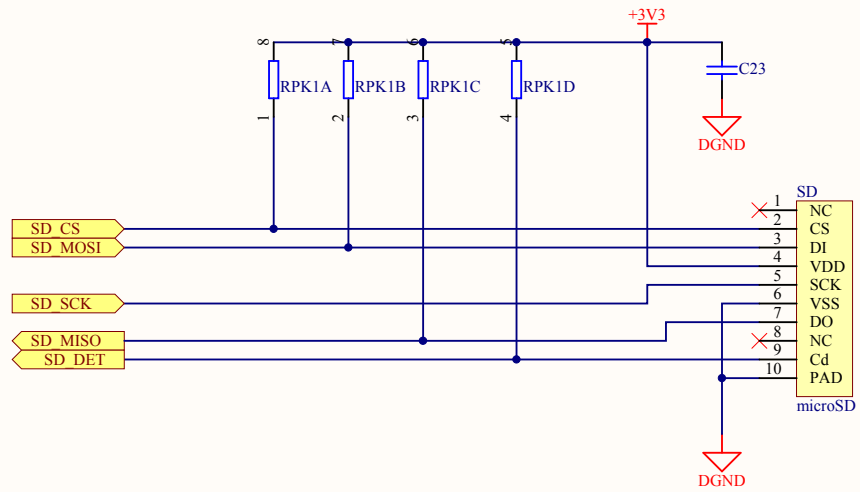 +3V3
8
7
6
5
RPK1A
RPK1B
RPK1C
RPK1D
C23
1
2
3
4
DGND
SD
1
NC
SD_CS
2
CS
SD_MOSI
3
DI
4
VDD
5
SCK
SD_SCK
6
VSS
7
DO
SD_MISO
8
NC
SD_DET
9
Cd
10
PAD
microSD
DGND